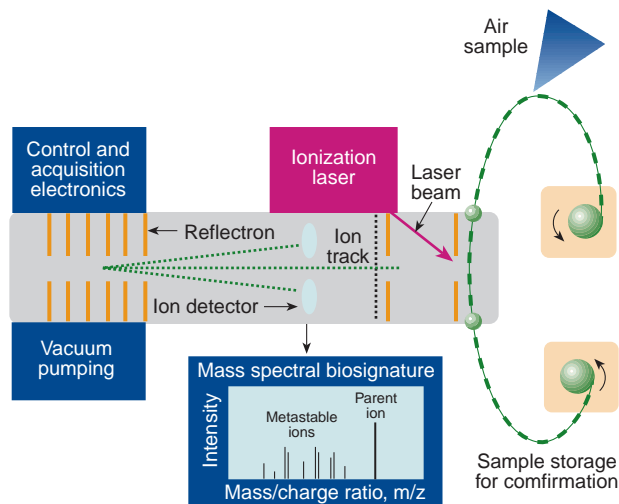 Air
sample
Control and
acquisition
electronics
Ionization
laser
Laser
beam
Reflectron
Ion
track
Ion detector
Vacuum
pumping
Mass spectral biosignature
Intensity
Metastable
ions
Parent
ion
Mass/charge ratio, m/z
Sample storage
for comfirmation